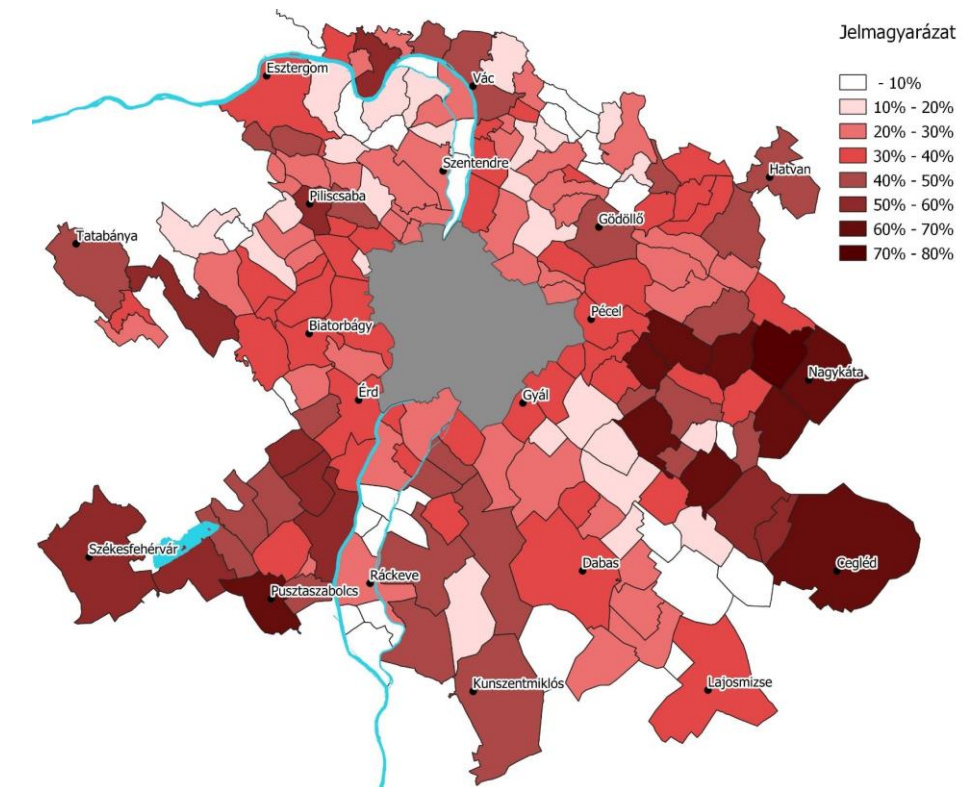 Jelmagyarázat
- 10%
10% - 20%
20% - 30%
30% - 40%
40% - 50%
50% - 60%
60% - 70%
70% - 80%
Esztergom
Vác
Szentendre
Hatvan
Piliscsaba
Gödöllő
Tatabánya
Pécel
Biatorbágy
Nagykáta
Érd
Gyál
Székesfehérvár
Dabas
Cegléd
Ráckeve
Pusztaszabolcs
Kunszentmiklós
Lajosmizse